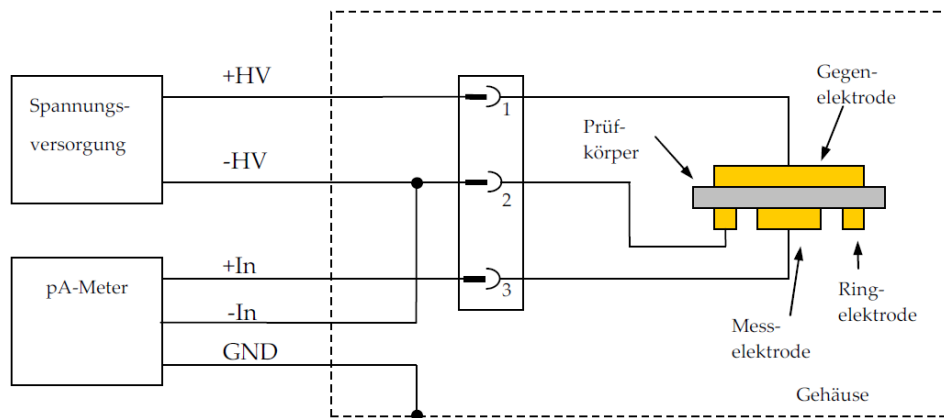 Spannungs-
versorgung
+HV
-HV
pA-Meter
+In
-In
GND
1
2
3
Gegen-
elektrode
Prüf-
körper
Mess-
elektrode
Ring-
elektrode
Gehäuse